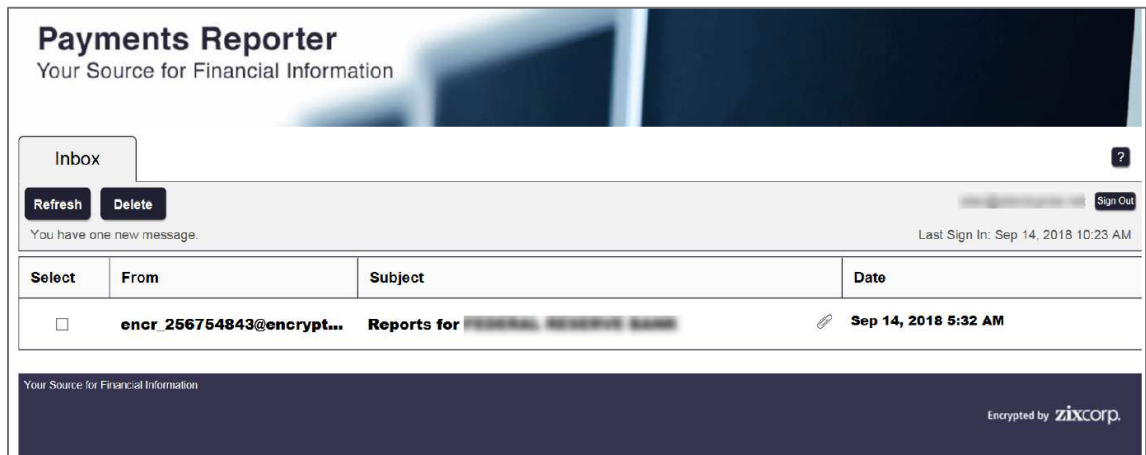 Payments Reporter
Your Source for Financial Information
Inbox
?
Refresh Delete
Sign Out
You have one new message.
Last Sign In: Sep 14, 2018 10:23 AM
Select From Subject Date
encr_256754843@encrypt... Reports for Sep 14, 2018 5:32 AM
Your Source for Financial Information
Encrypted by zixcorp.